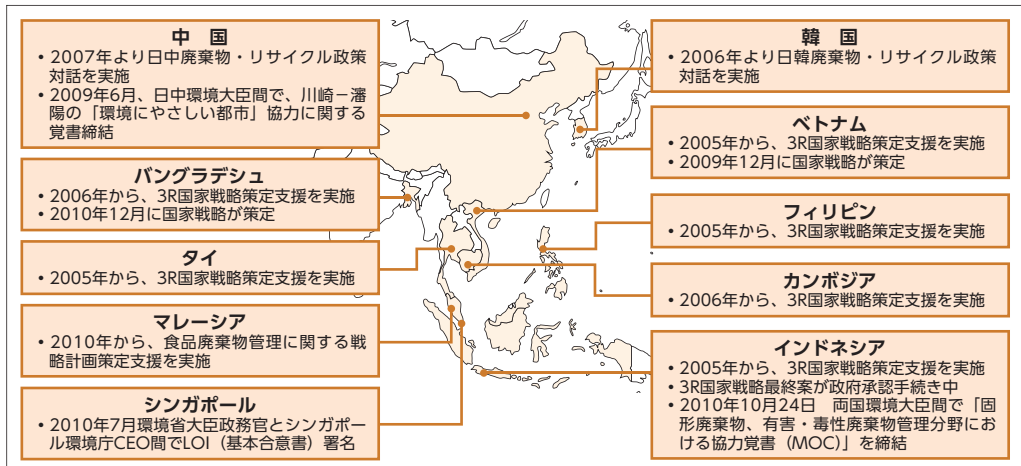 中　国
・2007年より日中廃棄物・リサイクル政策
対話を実施
・2009年6月、日中環境大臣間で、川崎－瀋
陽の「環境にやさしい都市」協力に関する
覚書締結
バングラデシュ
・2006年から、3R国家戦略策定支援を実施
・2010年12月に国家戦略が策定
タイ
・2005年から、3R国家戦略策定支援を実施
マレーシア
・2010年から、食品廃棄物管理に関する戦
略計画策定支援を実施
シンガポール
・2010年7月環境省大臣政務官とシンガポー
ル環境庁CEO間でLOI（基本合意書）署名
韓　国
・2006年より日韓廃棄物・リサイクル政策
対話を実施
ベトナム
・2005年から、3R国家戦略策定支援を実施
・2009年12月に国家戦略が策定
フィリピン
・2005年から、3R国家戦略策定支援を実施
カンボジア
・2006年から、3R国家戦略策定支援を実施
インドネシア
・2005年から、3R国家戦略策定支援を実施
・3R国家戦略最終案が政府承認手続き中
・2010年10月24日　両国環境大臣間で「固
形廃棄物、有害・毒性廃棄物管理分野にお
ける協力覚書（MOC）」を締結